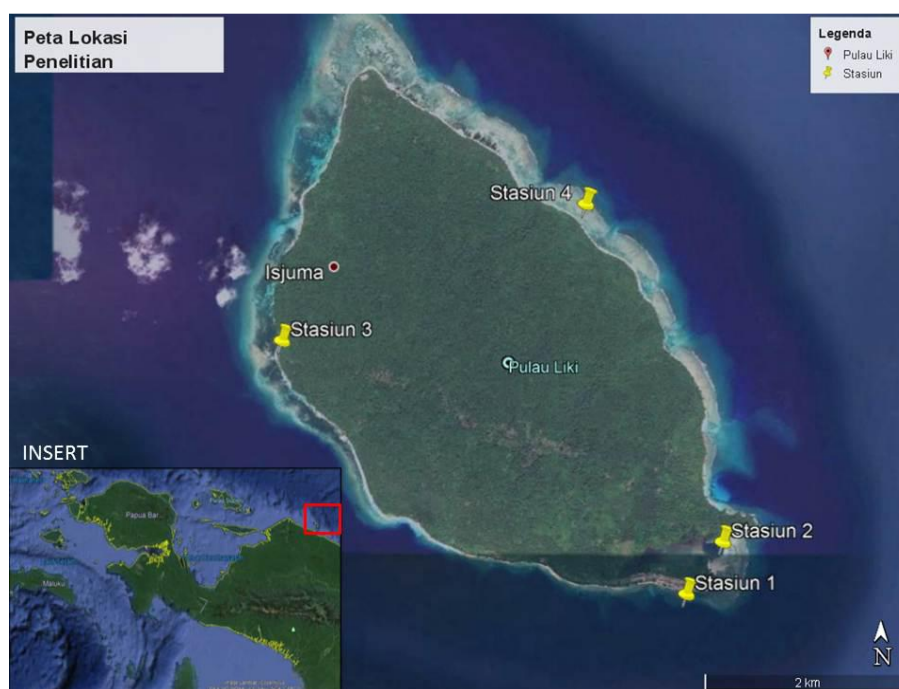 Peta Lokasi
Penelitian
Legenda
Pulau Liki
Stasiun
Stasiun 4
Isjuma
Stasiun 3
Pulau Liki
INSERT
Papua Bar...
Maluku
Stasiun 2
Stasiun 1
N
2 km